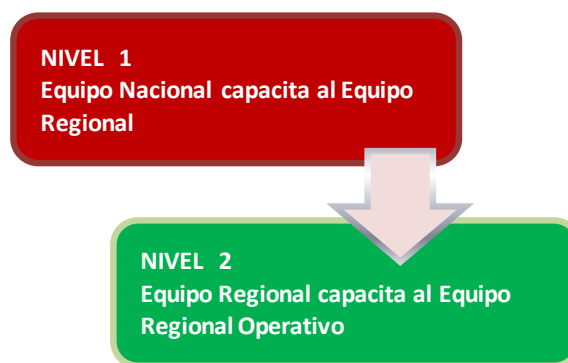 NIVEL 1
Equipo Nacional capacita al Equipo
Regional
NIVEL 2
Equipo Regional capacita al Equipo
Regional Operativo